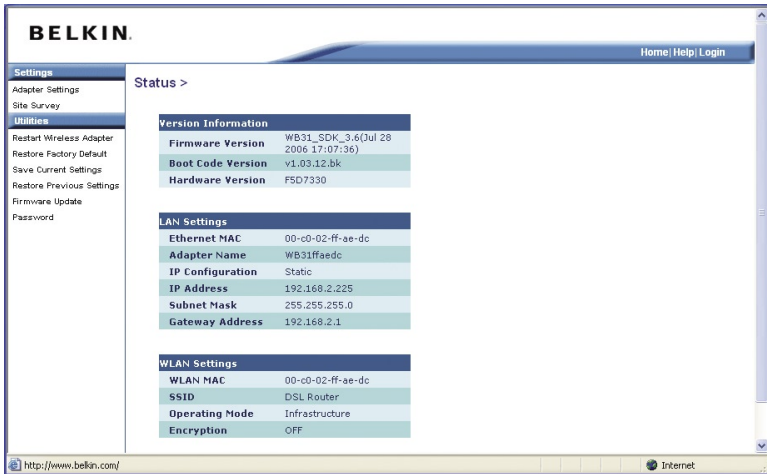 BELKIN.
Home| Help| Login
Settings
Adapter Settings
Site Survey
Utilities
Restart Wireless Adapter
Restore Factory Default
Save Current Settings
Restore Previous Settings
Firmware Update
Password
Status >
Version Information
Firmware Version WB31_SDK_3.6(Jul 28
2006 17:07:36)
Boot Code Version v1.03.12.bk
Hardware Version F5D7330
LAN Settings
Ethernet MAC 00-c0-02-ff-ae-dc
Adapter Name WB31ffaedc
IP Configuration Static
IP Address 192.168.2.225
Subnet Mask 255.255.255.0
Gateway Address 192.168.2.1
WLAN Settings
WLAN MAC 00-c0-02-ff-ae-dc
SSID DSL Router
Operating Mode Infrastructure
Encryption OFF
http://www.belkin.com/ Internet